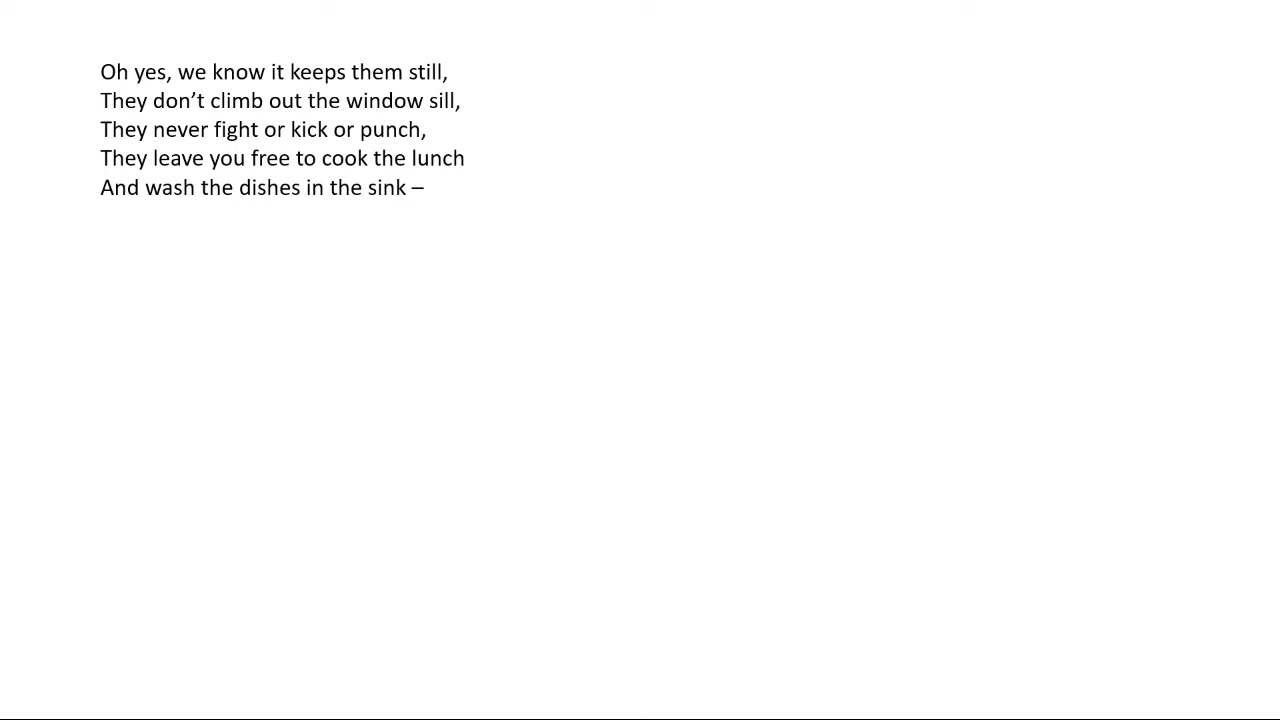 Oh yes, we know it keeps them still,
They don’t climb out the window sill,
They never fight or kick or punch,
They leave you free to cook the lunch
And wash the dishes in the sink –